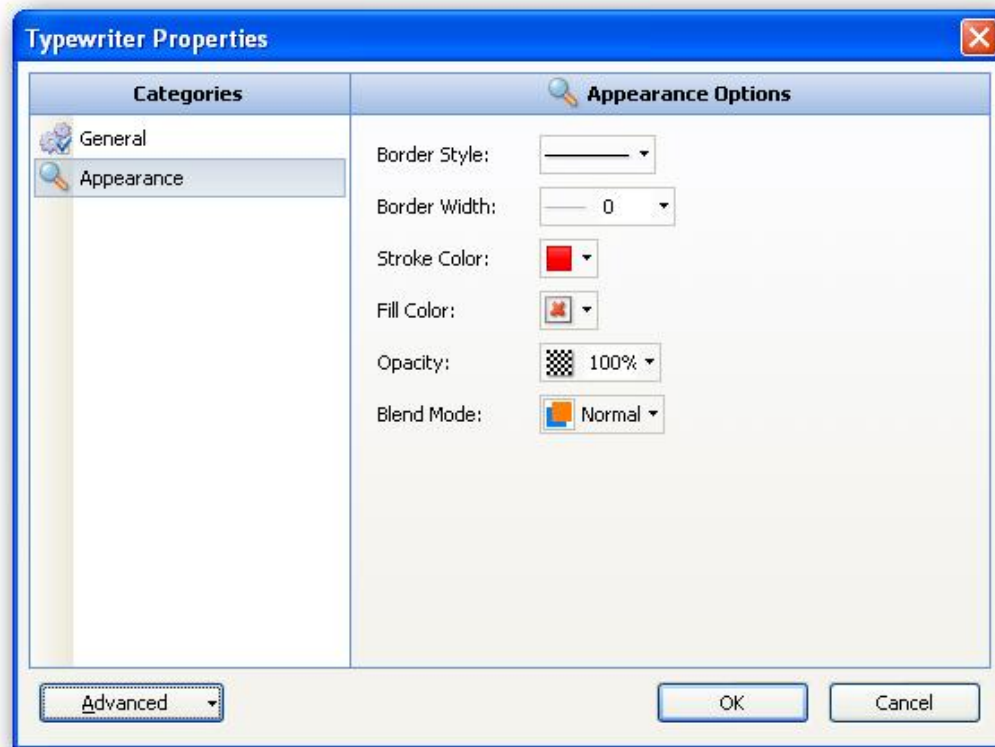 Typewriter Properties
Categories
General
Appearance
Appearance Options
Border Style:
Border Width: 0
Stroke Color:
Fill Color:
Opacity: 100%
Blend Mode: Normal
Advanced
OK
Cancel